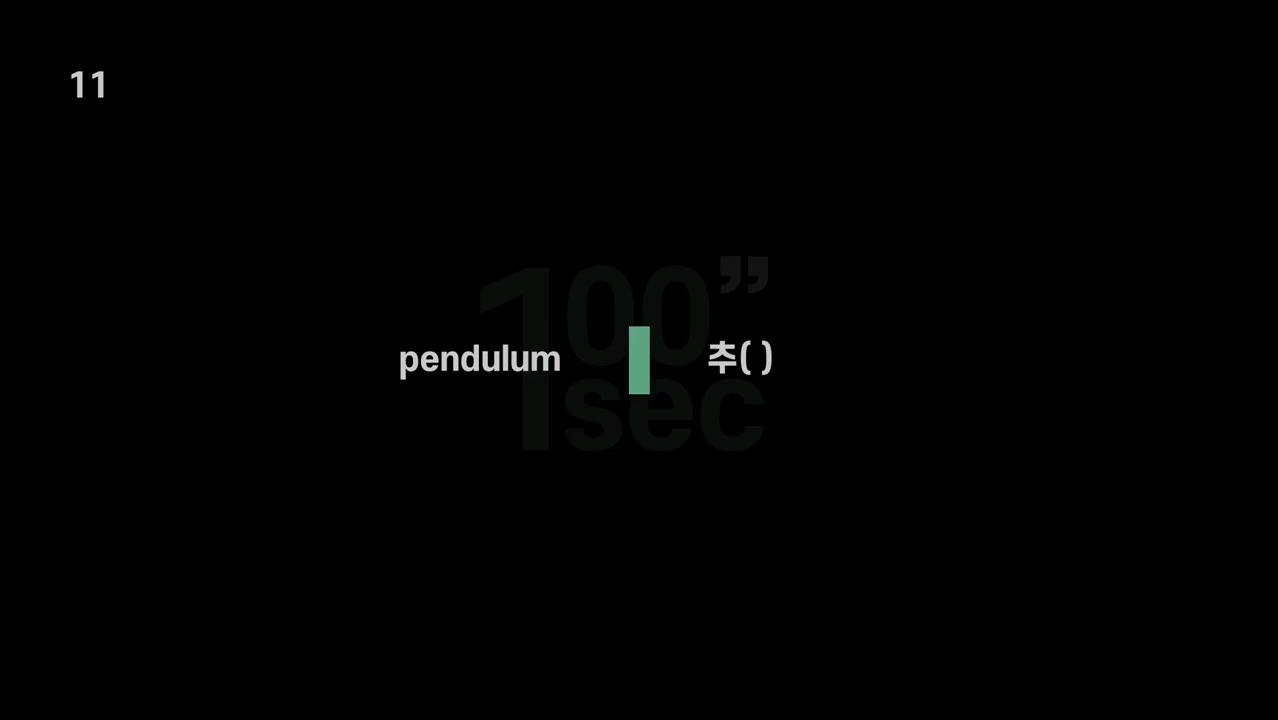 11
100”
pendulum 추( )
1sec